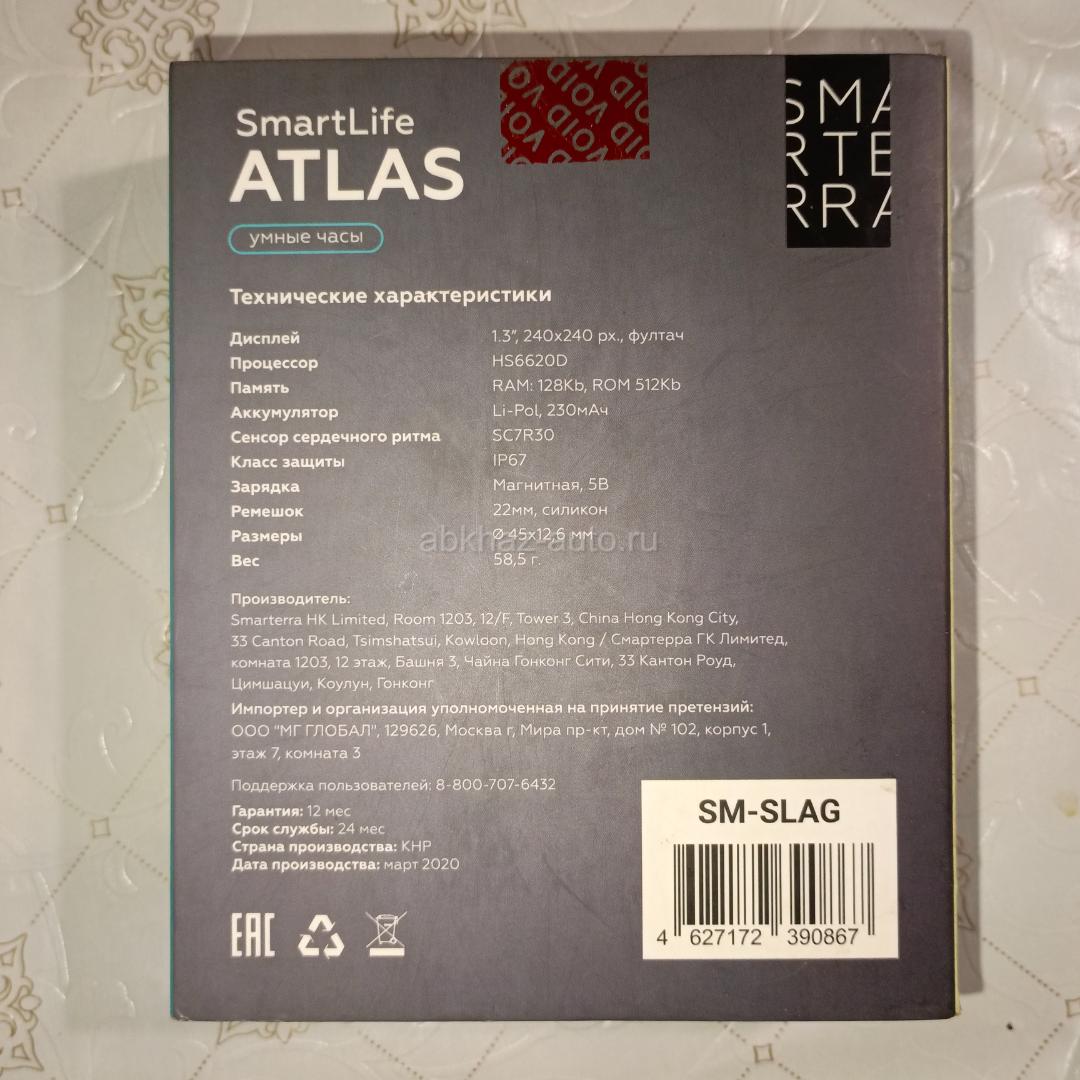 SmartLife
ATLAS
умные часы
VOID VOID
VOID
VOID
SMA
RTE
RRA
Технические характеристики
Дисплей 1.3”, 240x240 px., фултач
Процессор HS6620D
Память RAM: 128Kb, ROM 512Kb
Аккумулятор Li-Pol, 230мАч
Сенсор сердечного ритма SC7R30
Класс защиты IP67
Зарядка Магнитная, 5В
Ремешок 22мм, силикон
Размеры Ø 45x12,6 мм
abkhaz-auto.ru
Вес 58,5 г.
Производитель:
Smarterra HK Limited, Room 1203, 12/F, Tower 3, China Hong Kong City,
33 Canton Road, Tsimshatsui, Kowloon, Hong Kong / Смартерра ГК Лимитед,
комната 1203, 12 этаж, Башня 3, Чайна Гонконг Сити, 33 Кантон Роуд,
Цимшацуи, Коулун, Гонконг
Импортер и организация уполномоченная на принятие претензий:
ООО "МГ ГЛОБАЛ", 129626, Москва г, Мира пр-кт, дом № 102, корпус 1,
этаж 7, комната 3
Поддержка пользователей: 8-800-707-6432
Гарантия: 12 мес
Срок службы: 24 мес
Страна производства: КНР
Дата производства: март 2020
EAC
SM-SLAG
4 627172 390867